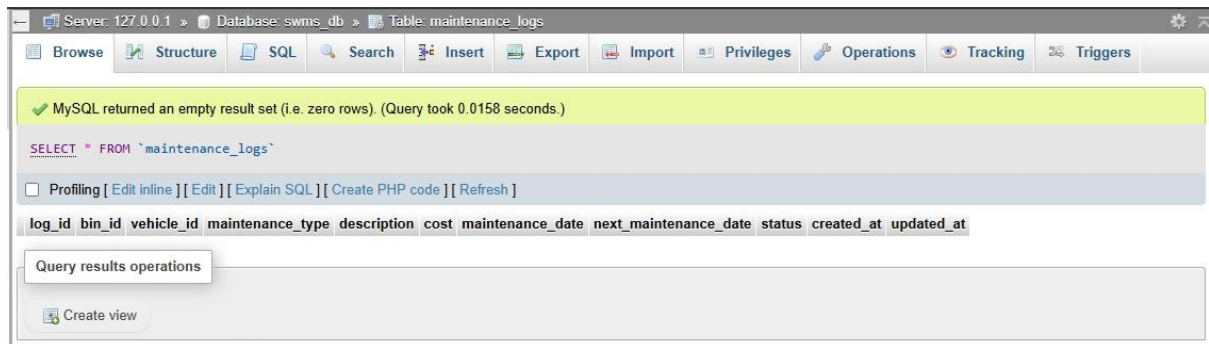 Server: 127.0.0.1 » Database: swms_db » Table: maintenance_logs
Browse Structure SQL Search Insert Export Import Privileges Operations Tracking Triggers
MySQL returned an empty result set (i.e. zero rows). (Query took 0.0158 seconds.)
SELECT * FROM `maintenance_logs`
Profiling [ Edit inline ] [ Edit ] [ Explain SQL ] [ Create PHP code ] [ Refresh ]
log_id bin_id vehicle_id maintenance_type description cost maintenance_date next_maintenance_date status created_at updated_at
Query results operations
Create view